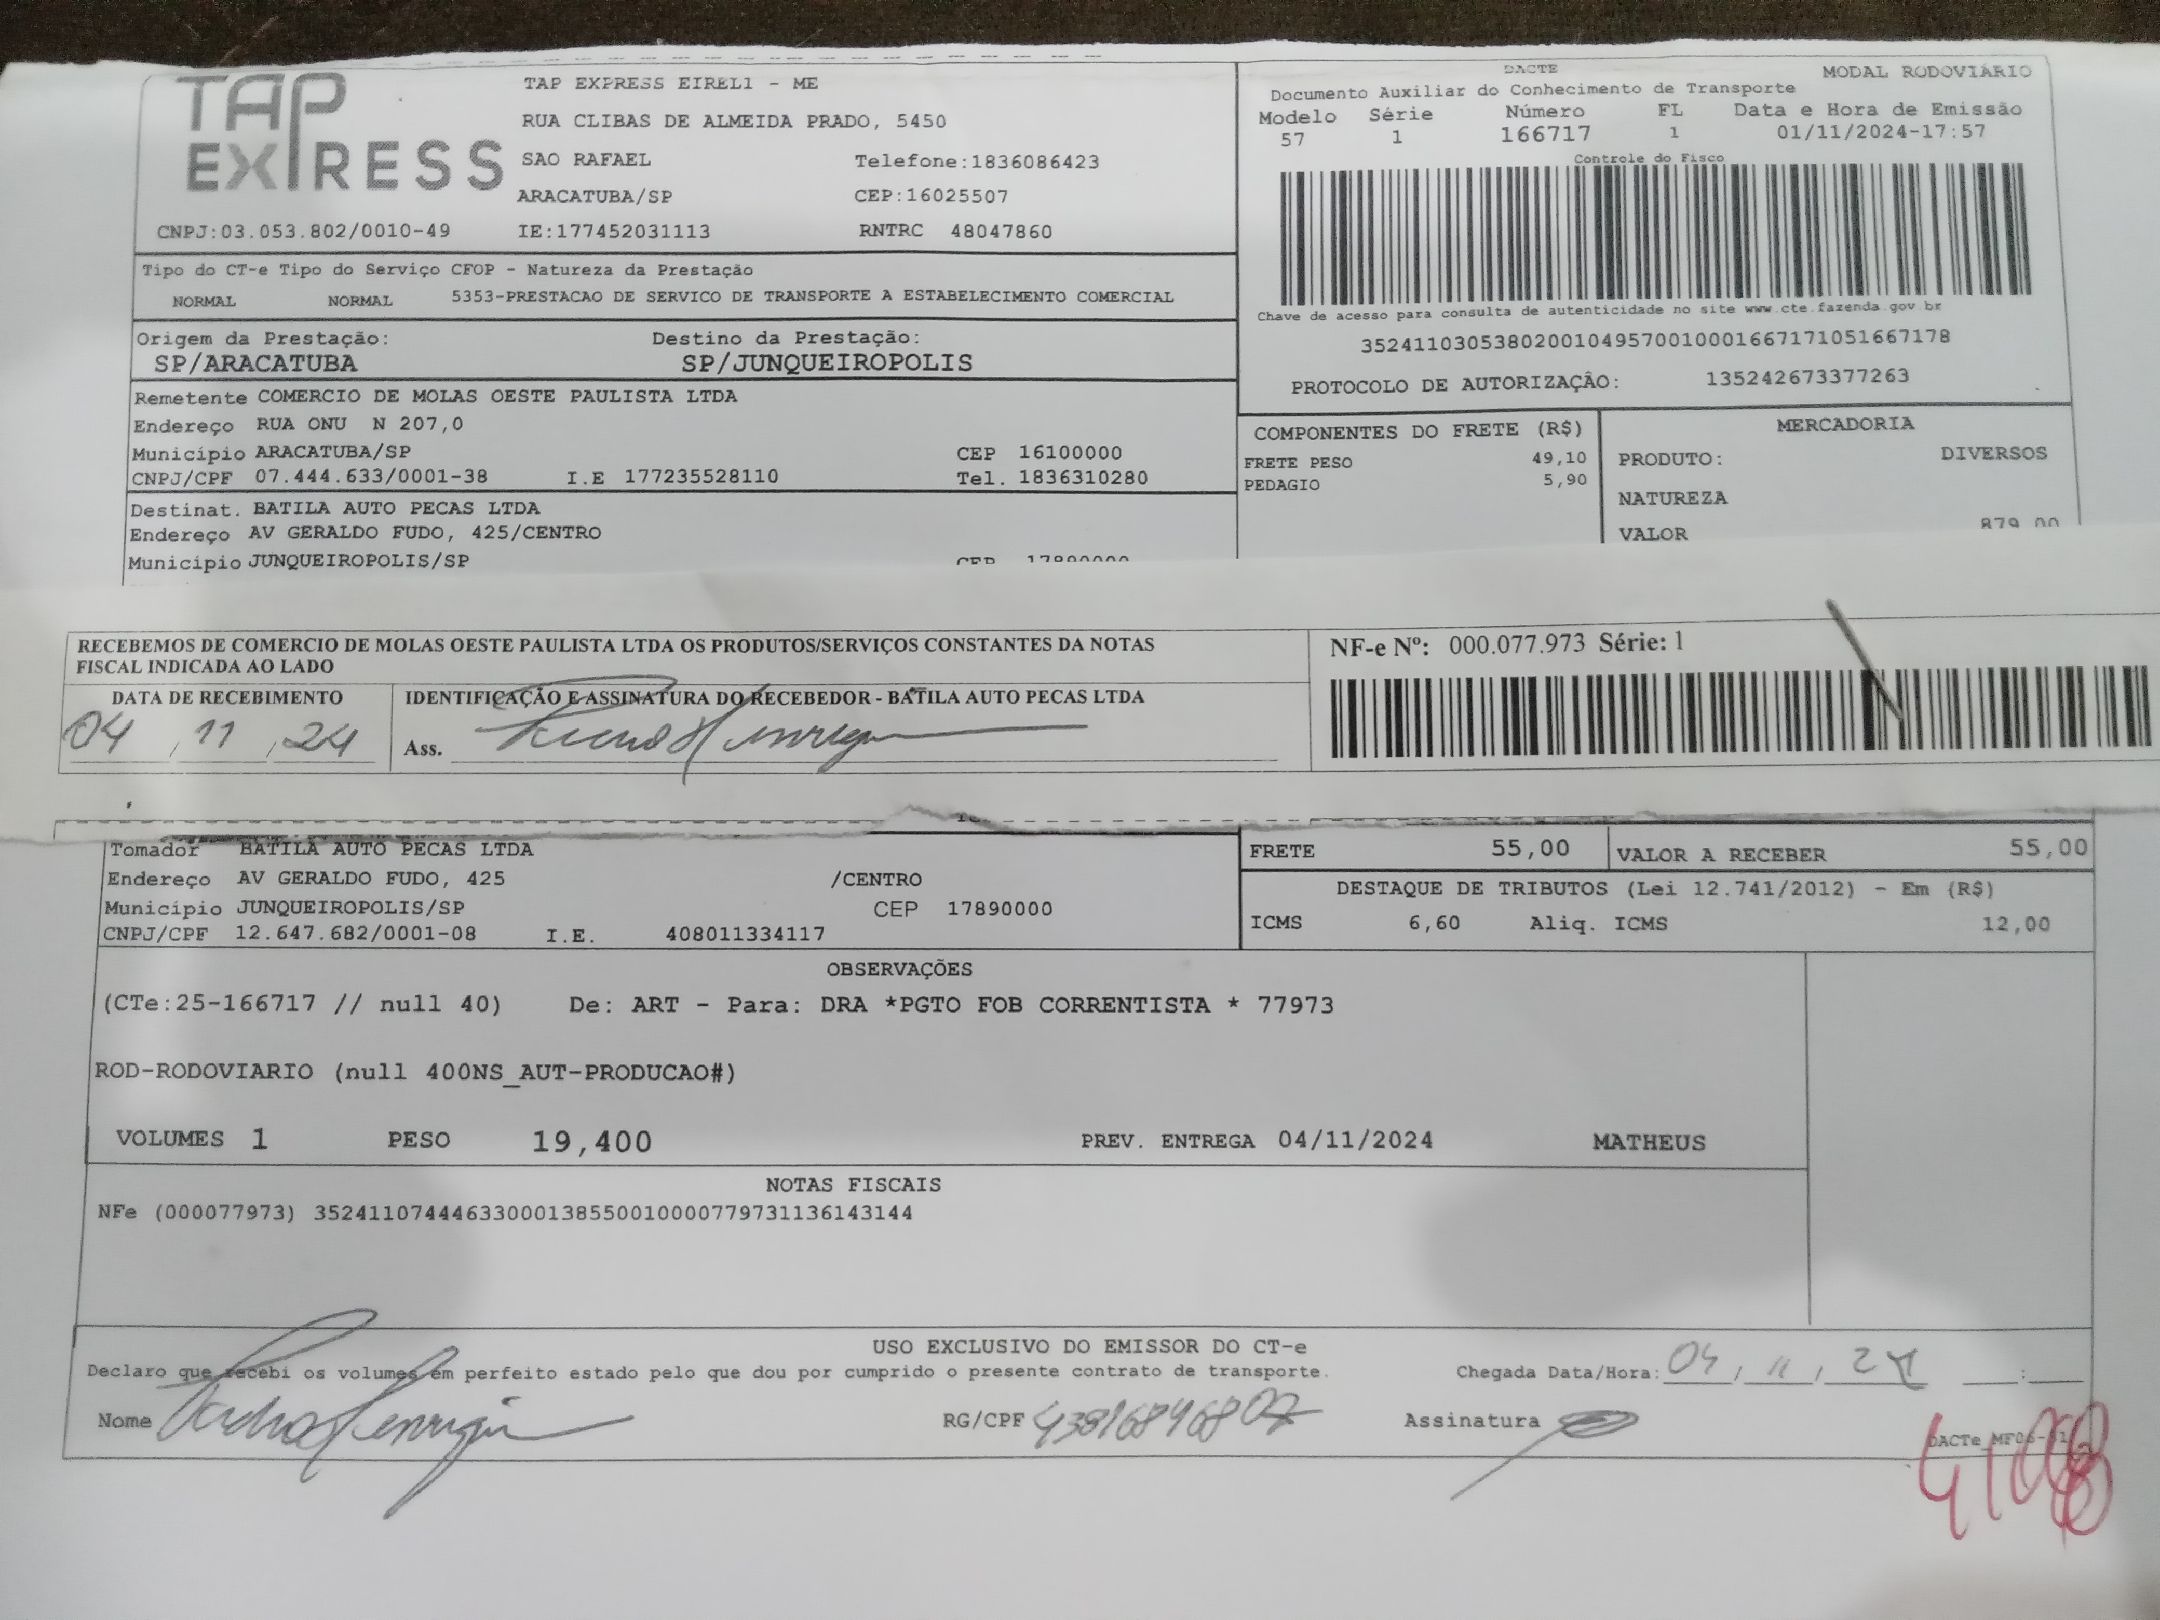 TAP EXPRESS
TAP EXPRESS EIREL1 - ME
RUA CLIBAS DE ALMEIDA PRADO, 5450
SAO RAFAEL Telefone:1836086423
ARACATUBA/SP CEP:16025507
CNPJ:03.053.802/0010-49 IE:177452031113 RNTRC 48047860
DACTE MODAL RODOVIÁRIO
Documento Auxiliar do Conhecimento de Transporte
Modelo Série Número FL Data e Hora de Emissão
57 1 166717 1 01/11/2024-17:57
Controle do Fisco
Chave de acesso para consulta de autenticidade no site www.cte.fazenda.gov.br
35241103053802001049570010001667171051667178
PROTOCOLO DE AUTORIZAÇÃO: 135242673377263
Tipo do CT-e Tipo do Serviço CFOP - Natureza da Prestação
NORMAL NORMAL 5353-PRESTACAO DE SERVICO DE TRANSPORTE A ESTABELECIMENTO COMERCIAL
Origem da Prestação: Destino da Prestação:
SP/ARACATUBA SP/JUNQUEIROPOLIS
Remetente COMERCIO DE MOLAS OESTE PAULISTA LTDA
Endereço RUA ONU N 207,0
Município ARACATUBA/SP CEP 16100000
CNPJ/CPF 07.444.633/0001-38 I.E 177235528110 Tel. 1836310280
Destinat. BATILA AUTO PECAS LTDA
Endereço AV GERALDO FUDO, 425/CENTRO
Município JUNQUEIROPOLIS/SP CEP 17890000
COMPONENTES DO FRETE (R$)
FRETE PESO 49,10
PEDAGIO 5,90
MERCADORIA
PRODUTO: DIVERSOS
NATUREZA
VALOR 879,00
RECEBEMOS DE COMERCIO DE MOLAS OESTE PAULISTA LTDA OS PRODUTOS/SERVIÇOS CONSTANTES DA NOTAS
FISCAL INDICADA AO LADO
DATA DE RECEBIMENTO
04, 11, 24
IDENTIFICAÇÃO E ASSINATURA DO RECEBEDOR - BATILA AUTO PECAS LTDA
Ass.
NF-e Nº: 000.077.973 Série: 1
Tomador BATILA AUTO PECAS LTDA
Endereço AV GERALDO FUDO, 425 /CENTRO
Município JUNQUEIROPOLIS/SP CEP 17890000
CNPJ/CPF 12.647.682/0001-08 I.E. 408011334117
FRETE 55,00 VALOR A RECEBER 55,00
DESTAQUE DE TRIBUTOS (Lei 12.741/2012) - Em (R$)
ICMS 6,60 Aliq. ICMS 12,00
OBSERVAÇÕES
(CTe:25-166717 // null 40) De: ART - Para: DRA *PGTO FOB CORRENTISTA * 77973
ROD-RODOVIARIO (null 400NS_AUT-PRODUCAO#)
VOLUMES 1 PESO 19,400 PREV. ENTREGA 04/11/2024 MATHEUS
NOTAS FISCAIS
NFe (000077973) 35241107444633000138550010000779731136143144
USO EXCLUSIVO DO EMISSOR DO CT-e
Declaro que recebi os volumes em perfeito estado pelo que dou por cumprido o presente contrato de transporte.
Chegada Data/Hora: 04/ 11 / 24 :
Nome RG/CPF Assinatura